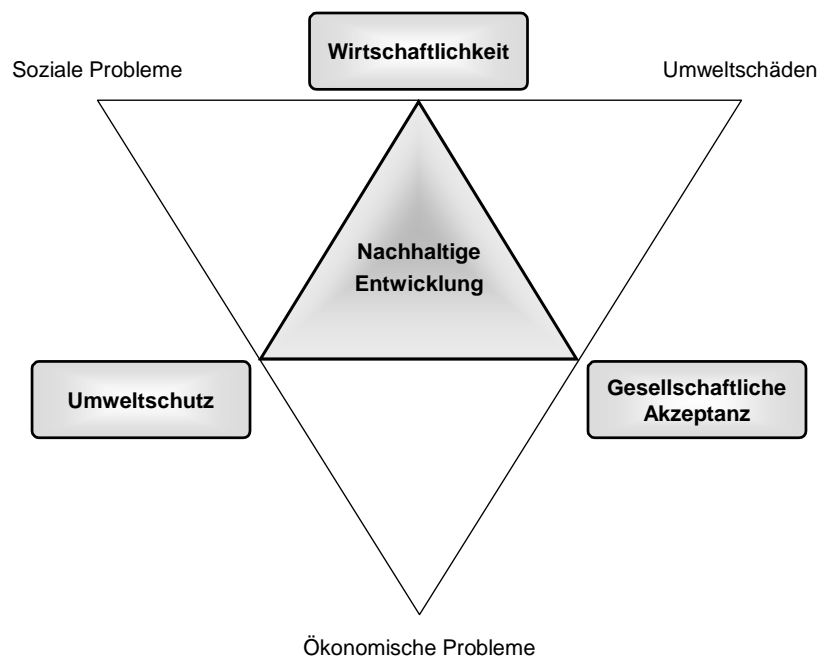 Wirtschaftlichkeit
Soziale Probleme
Umweltschäden
Nachhaltige
Entwicklung
Umweltschutz
Gesellschaftliche
Akzeptanz
Ökonomische Probleme